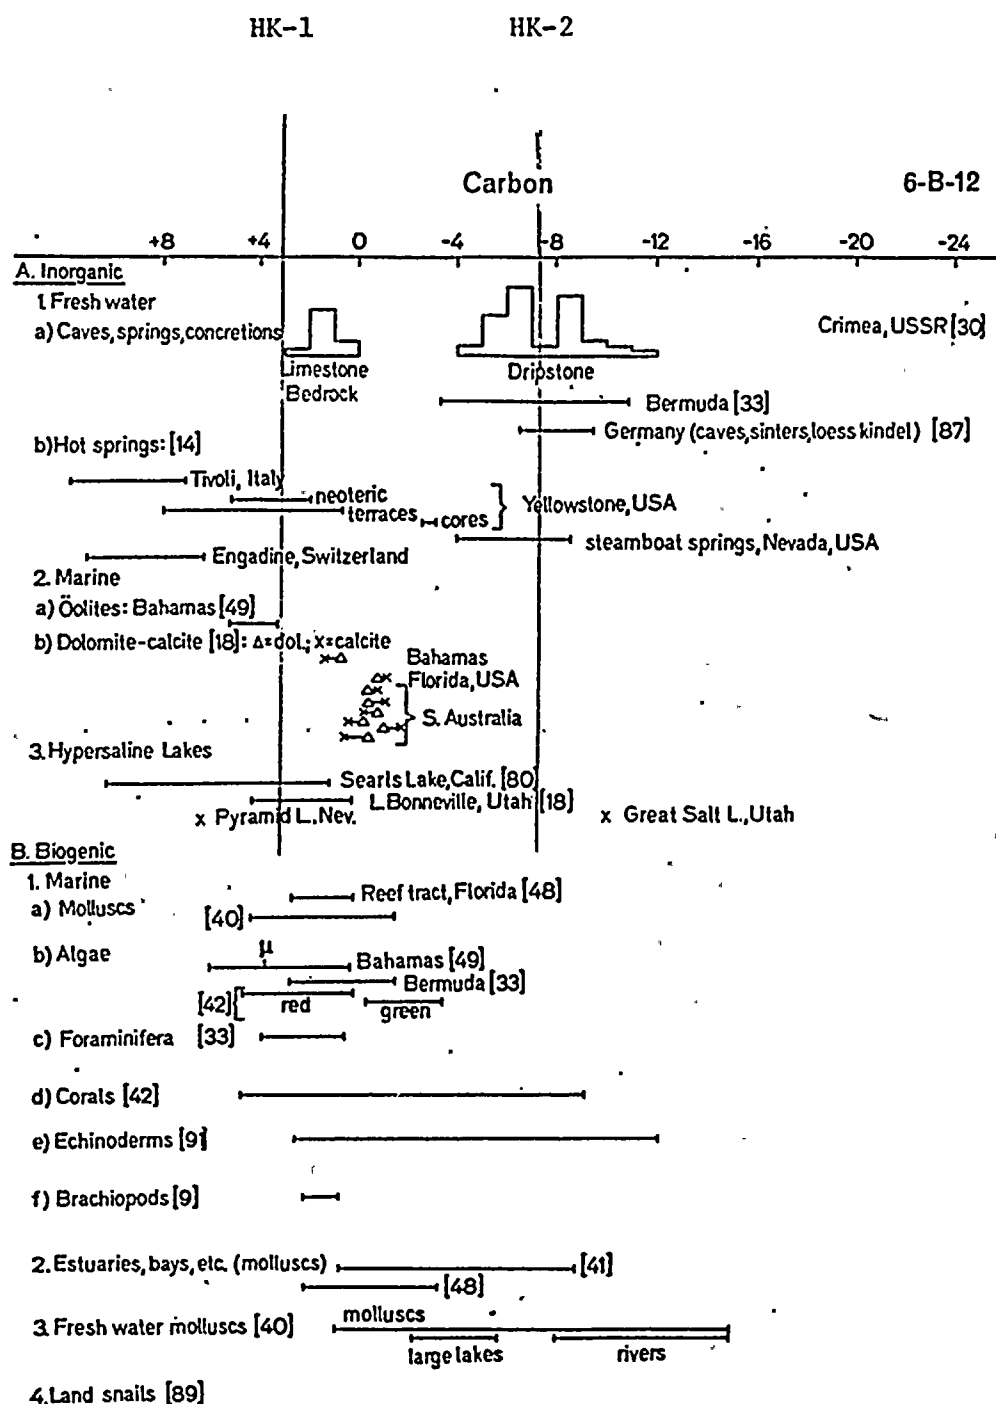 HK-1 HK-2
Carbon 6-B-12
+8 +4 0 -4 -8 -12 -16 -20 -24
A. Inorganic
1. Fresh water
a) Caves, springs, concretions
Crimea, USSR [30]
Limestone Bedrock
Dripstone
Bermuda [33]
Germany (caves, sinters, loess kindel) [87]
b) Hot springs: [14]
Tivoli, Italy
neoteric
terraces
cores
Yellowstone, USA
steamboat springs, Nevada, USA
Engadine, Switzerland
2. Marine
a) Öolites: Bahamas [49]
b) Dolomite-calcite [18]: Δ=dol.; x=calcite
Bahamas
Florida, USA
S. Australia
3. Hypersaline Lakes
Searls Lake, Calif. [80]
L. Bonneville, Utah [18]
x Pyramid L. Nev.
x Great Salt L., Utah
B. Biogenic
1. Marine
Reef tract, Florida [48]
a) Molluscs
[40]
b) Algae
μ
Bahamas [49]
Bermuda [33]
[42] red
green
c) Foraminifera [33]
d) Corals [42]
e) Echinoderms [9]
f) Brachiopods [9]
2. Estuaries, bays, etc. (molluscs) [41]
[48]
molluscs
3. Fresh water molluscs [40]
large lakes rivers
4. Land snails [89]